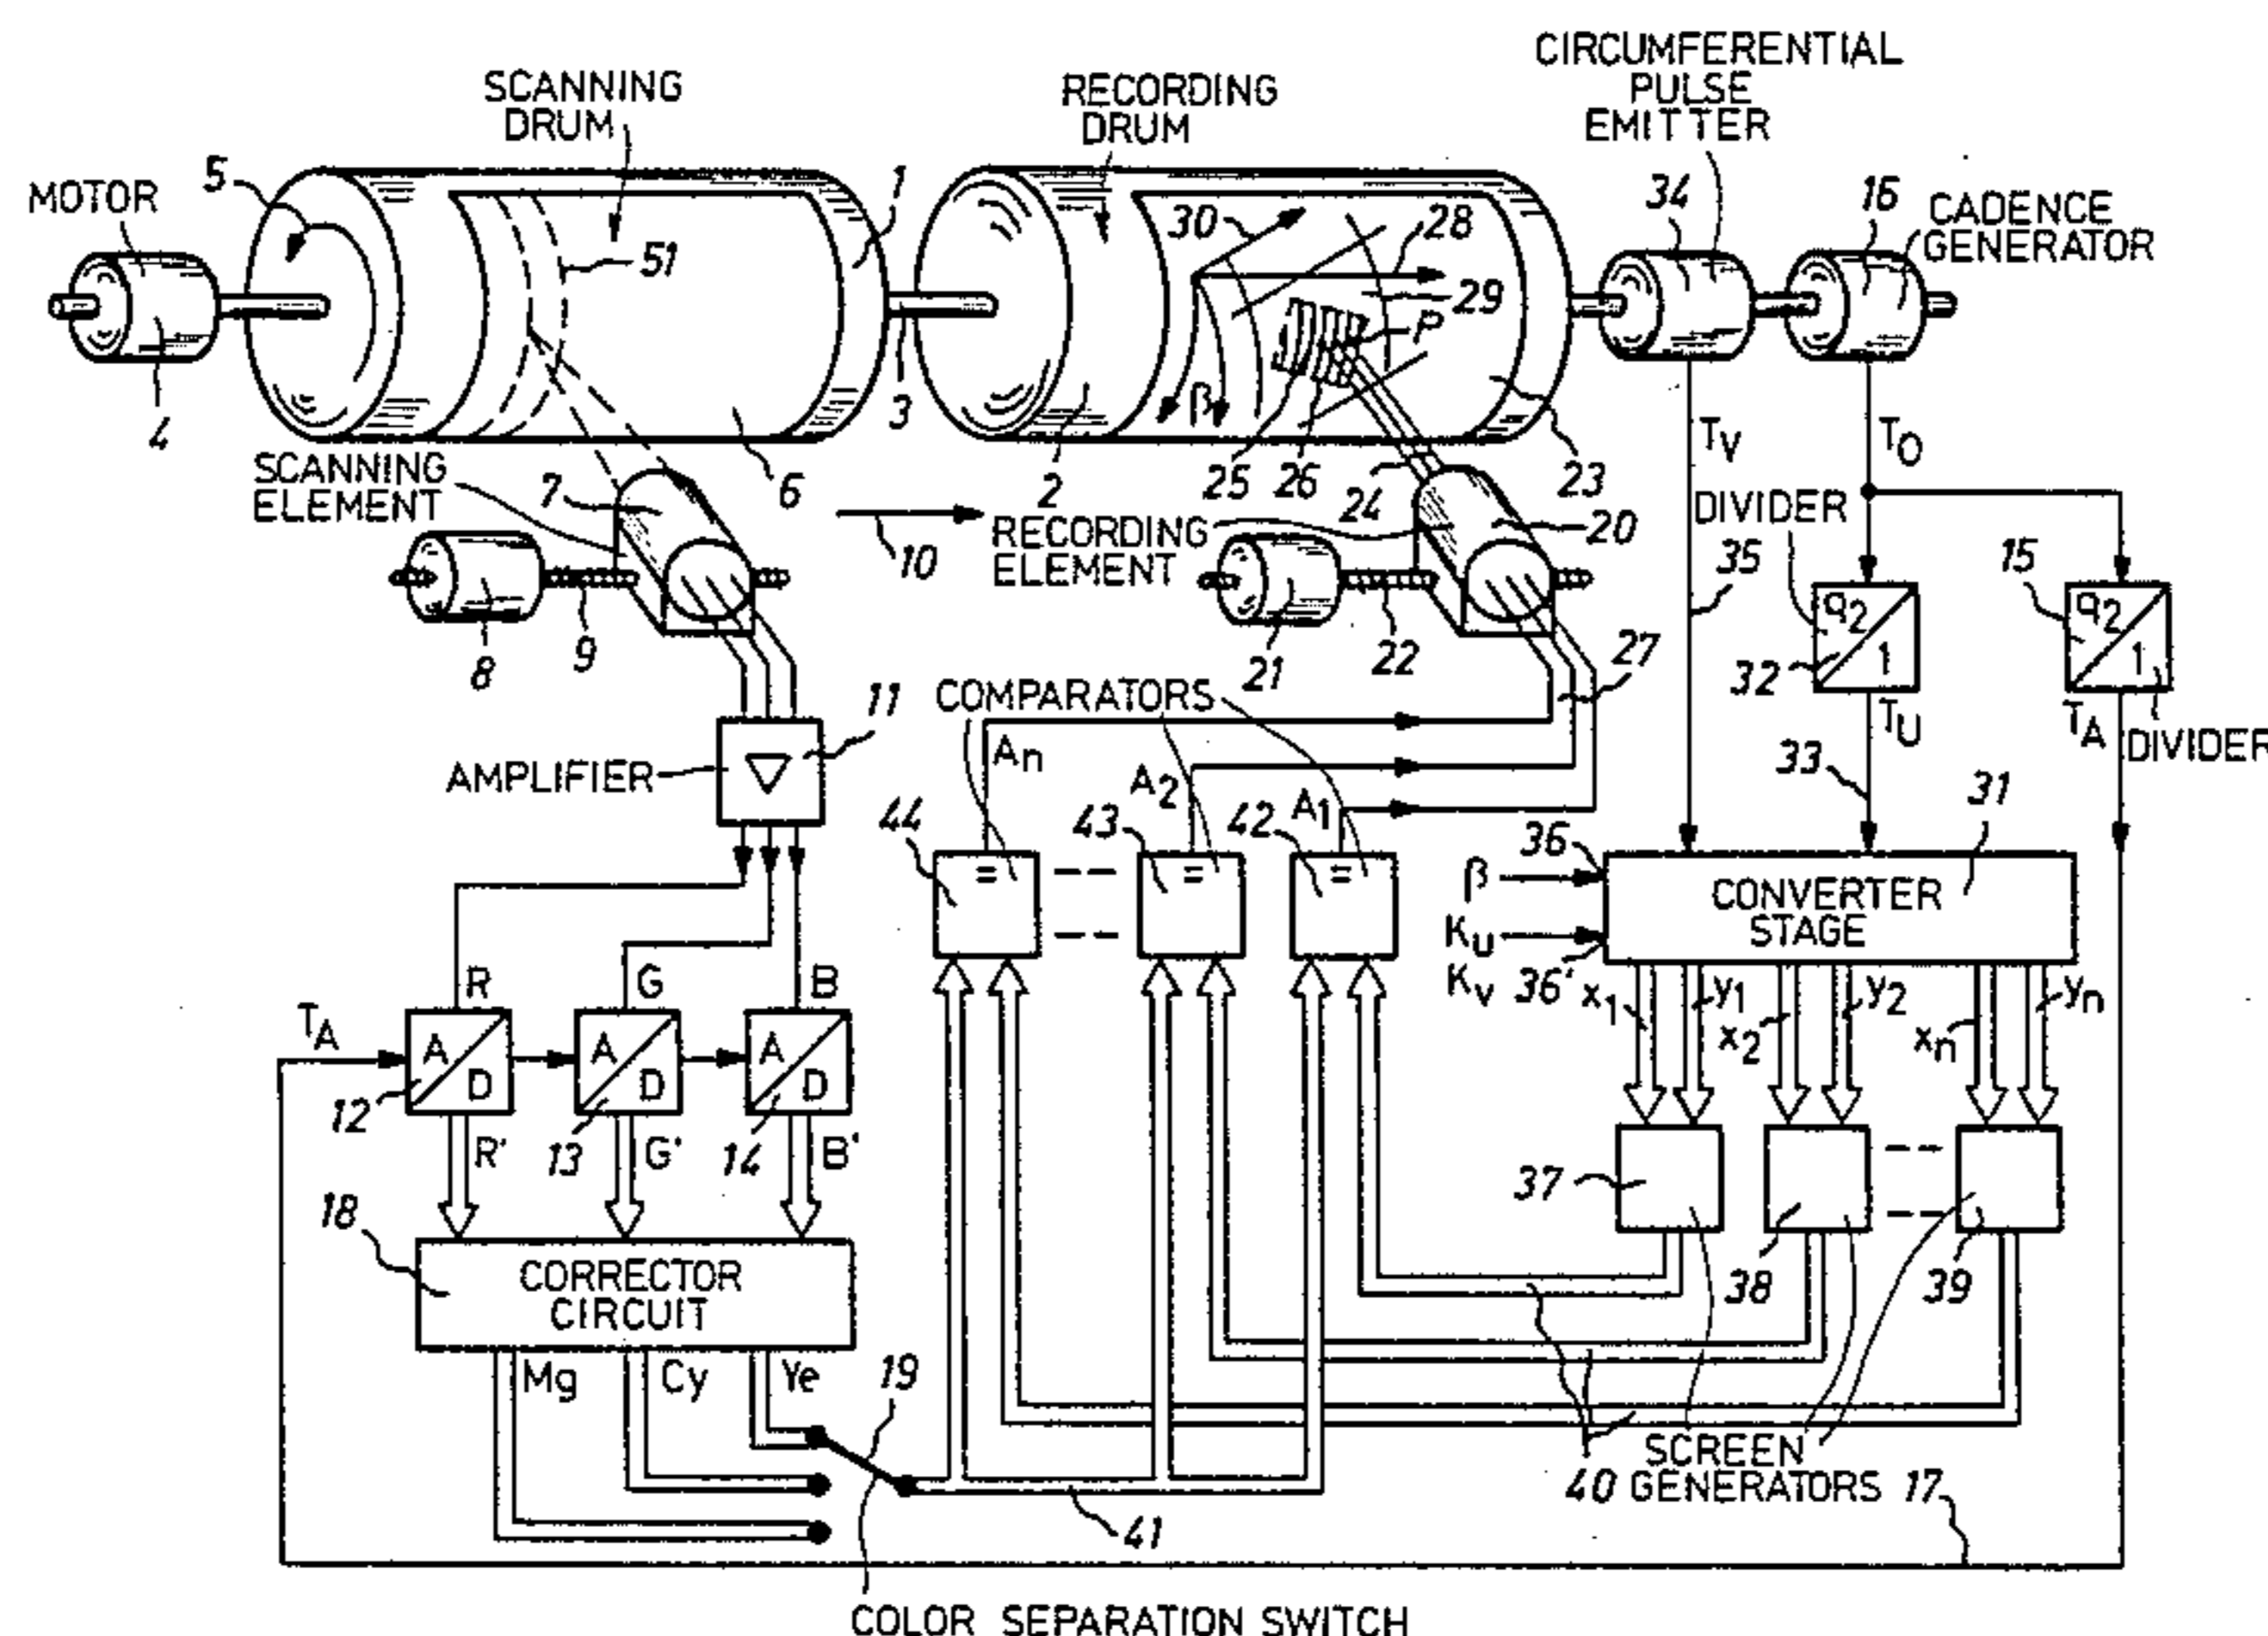 CIRCUMFERENTIAL
PULSE
EMITTER
SCANNING
DRUM
RECORDING
DRUM
MOTOR
5
1
30
28
34
16
CADENCE
GENERATOR
51
29
P
4
3
β
6
2
25
26
24
23
TV
TO
SCANNING
ELEMENT
7
10
RECORDING
ELEMENT
20
DIVIDER
35
15
8
9
21
22
27
q2
1
32
q2
1
TU
TA
DIVIDER
33
11
COMPARATORS
AMPLIFIER
An
A2
A1
44
=
43
=
42
=
36
31
β
CONVERTER
STAGE
Ku
Kv
36'
R
G
B
x1
y1
x2
y2
xn
yn
TA
A
D
A
D
A
D
12
R'
13
G'
14
B'
37
38
39
18
CORRECTOR
CIRCUIT
Mg
Cy
Ye
19
SCREEN
40 GENERATORS
17
41
COLOR SEPARATION SWITCH